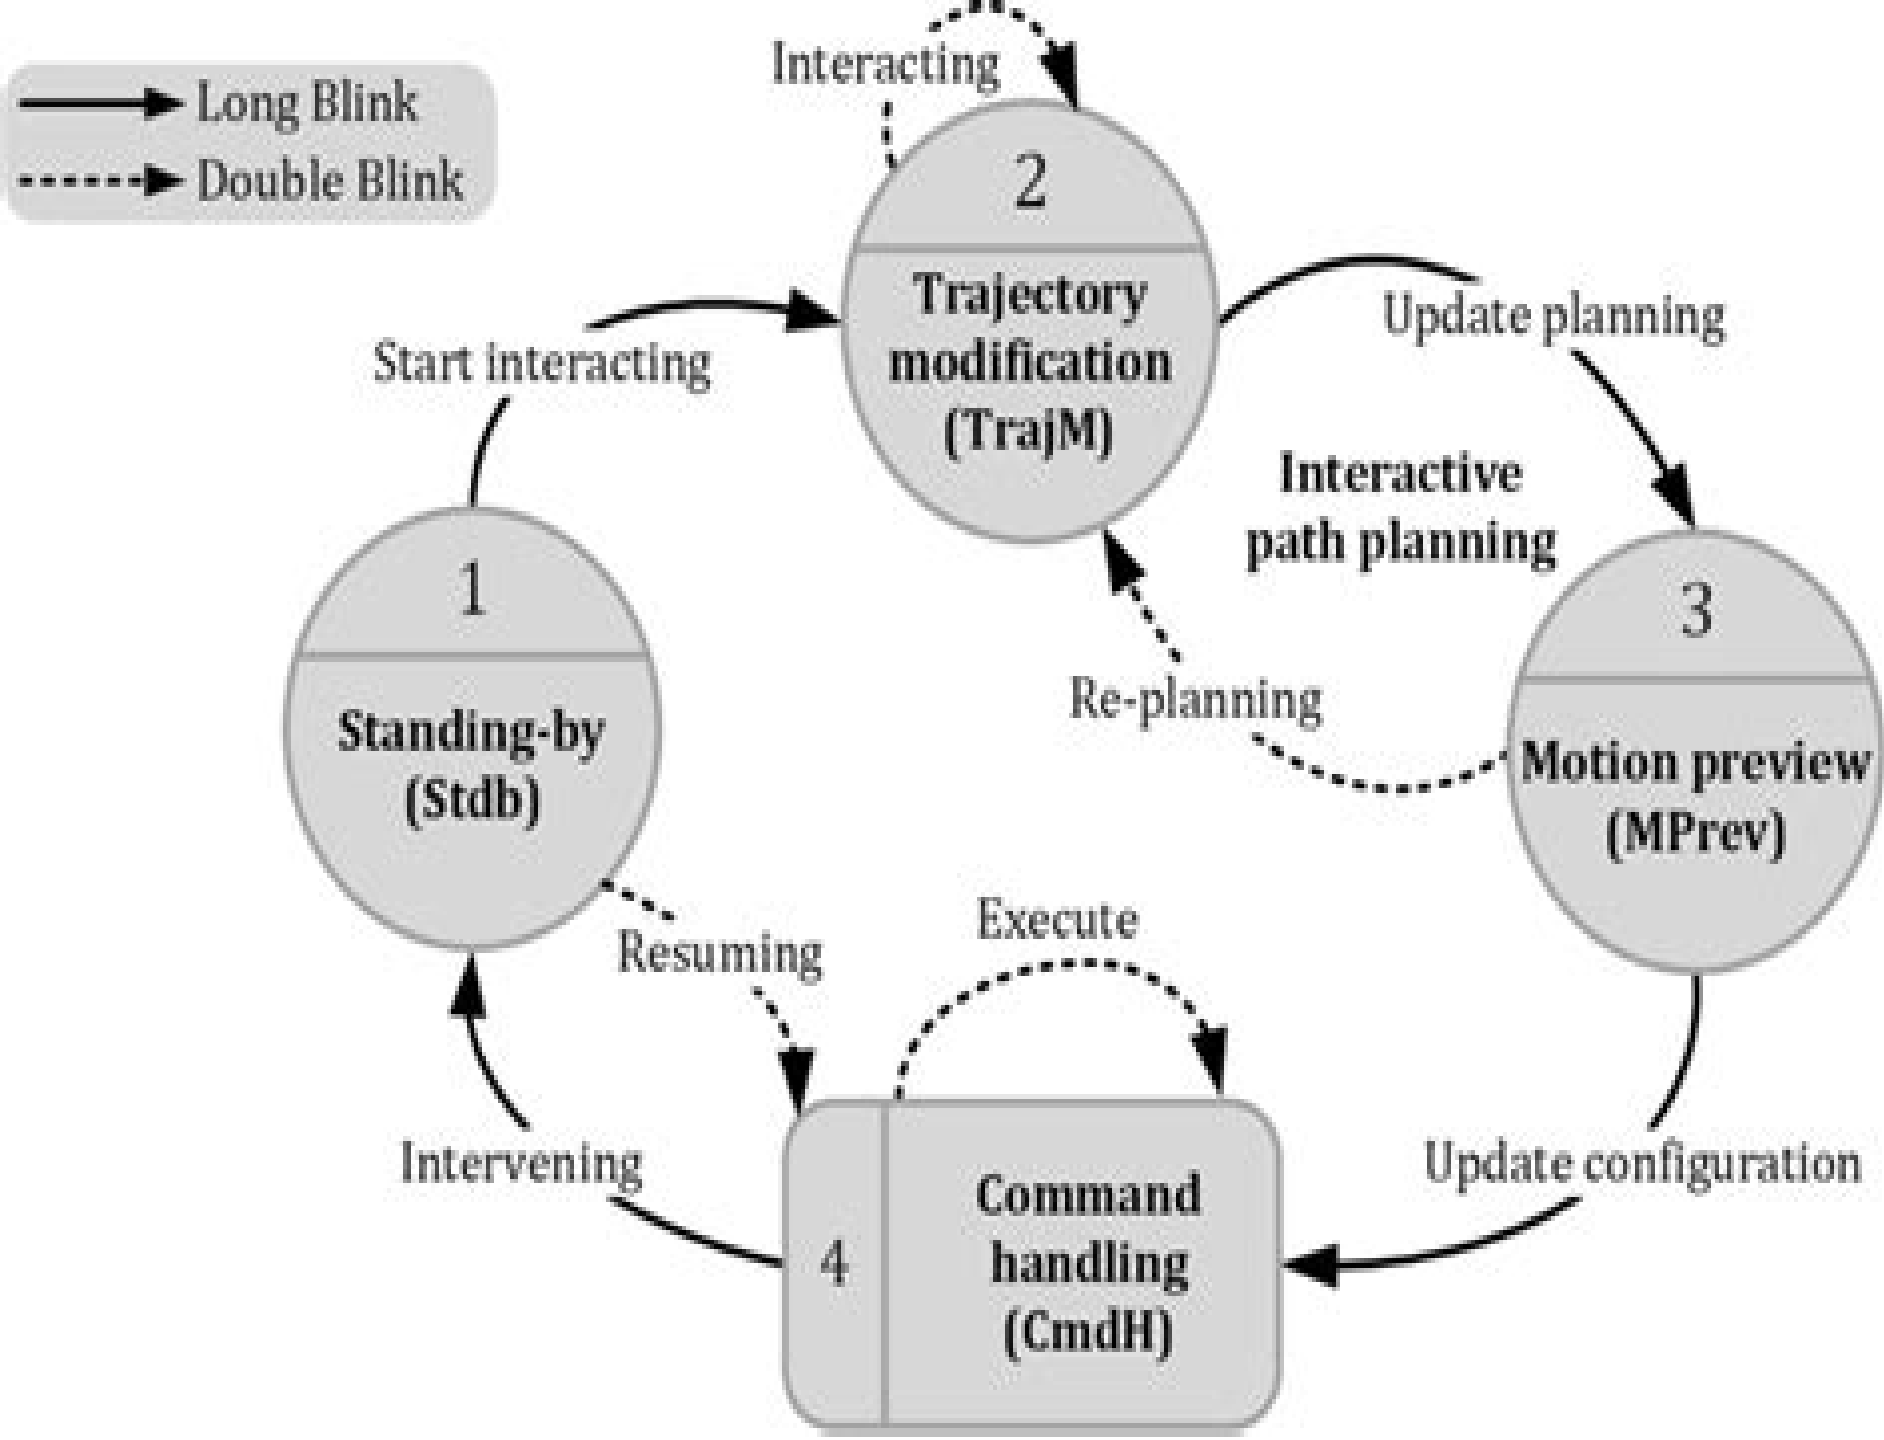 Interacting
Long Blink
Double Blink
2
Trajectory
modification
(TrajM)
Update planning
Start interacting
Interactive
path planning
1
Standing-by
(Stdb)
3
Motion preview
(MPrev)
Re-planning
Execute
Resuming
Intervening
Update configuration
4
Command
handling
(CmdH)